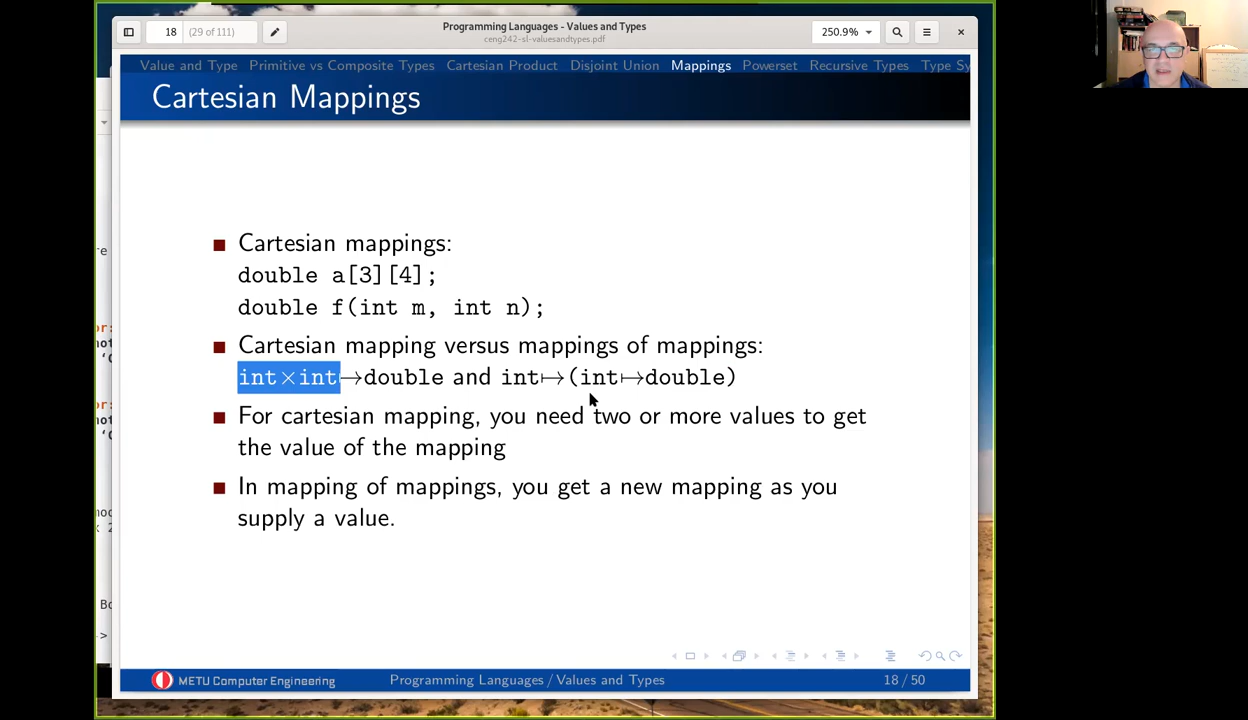 18 (29 of 111)
Programming Languages - Values and Types
ceng242-sl-valuesandtypes.pdf
250.9%
Value and Type Primitive vs Composite Types Cartesian Product Disjoint Union Mappings Powerset Recursive Types Type Sy
Cartesian Mappings
Cartesian mappings:
double a[3][4];
double f(int m, int n);
Cartesian mapping versus mappings of mappings:
int×int↦double and int↦(int↦double)
For cartesian mapping, you need two or more values to get
the value of the mapping
In mapping of mappings, you get a new mapping as you
supply a value.
METU Computer Engineering
Programming Languages / Values and Types
18 / 50